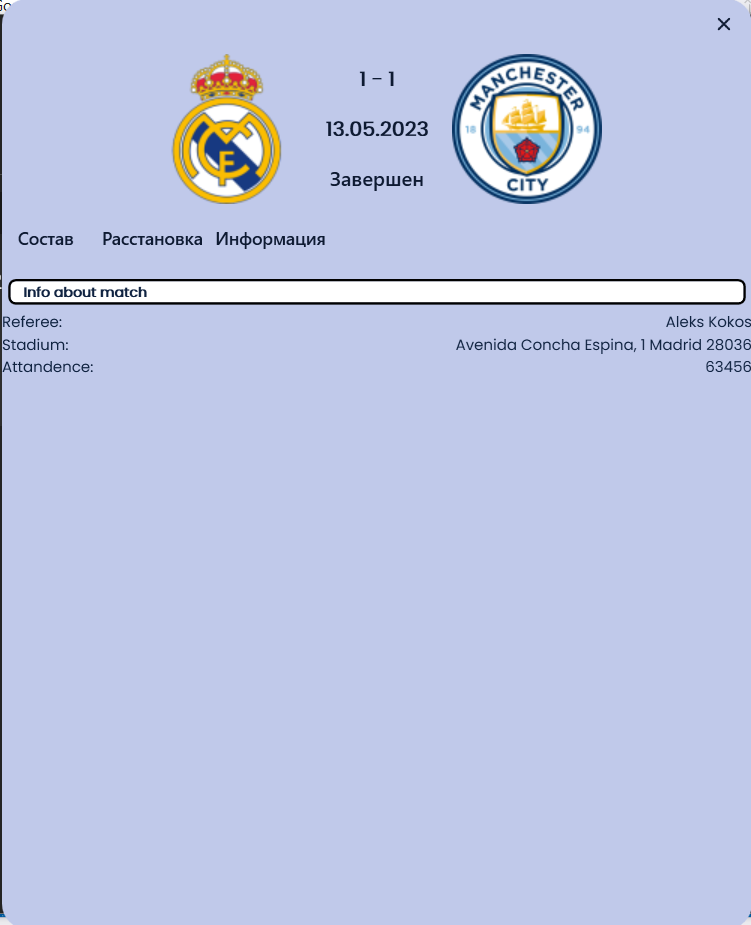 1 - 1
MANCHESTER
18 94
CITY
13.05.2023
Завершен
Состав Расстановка Информация
Info about match
Referee: Aleks Kokos
Stadium: Avenida Concha Espina, 1 Madrid 28036
Attandence: 63456